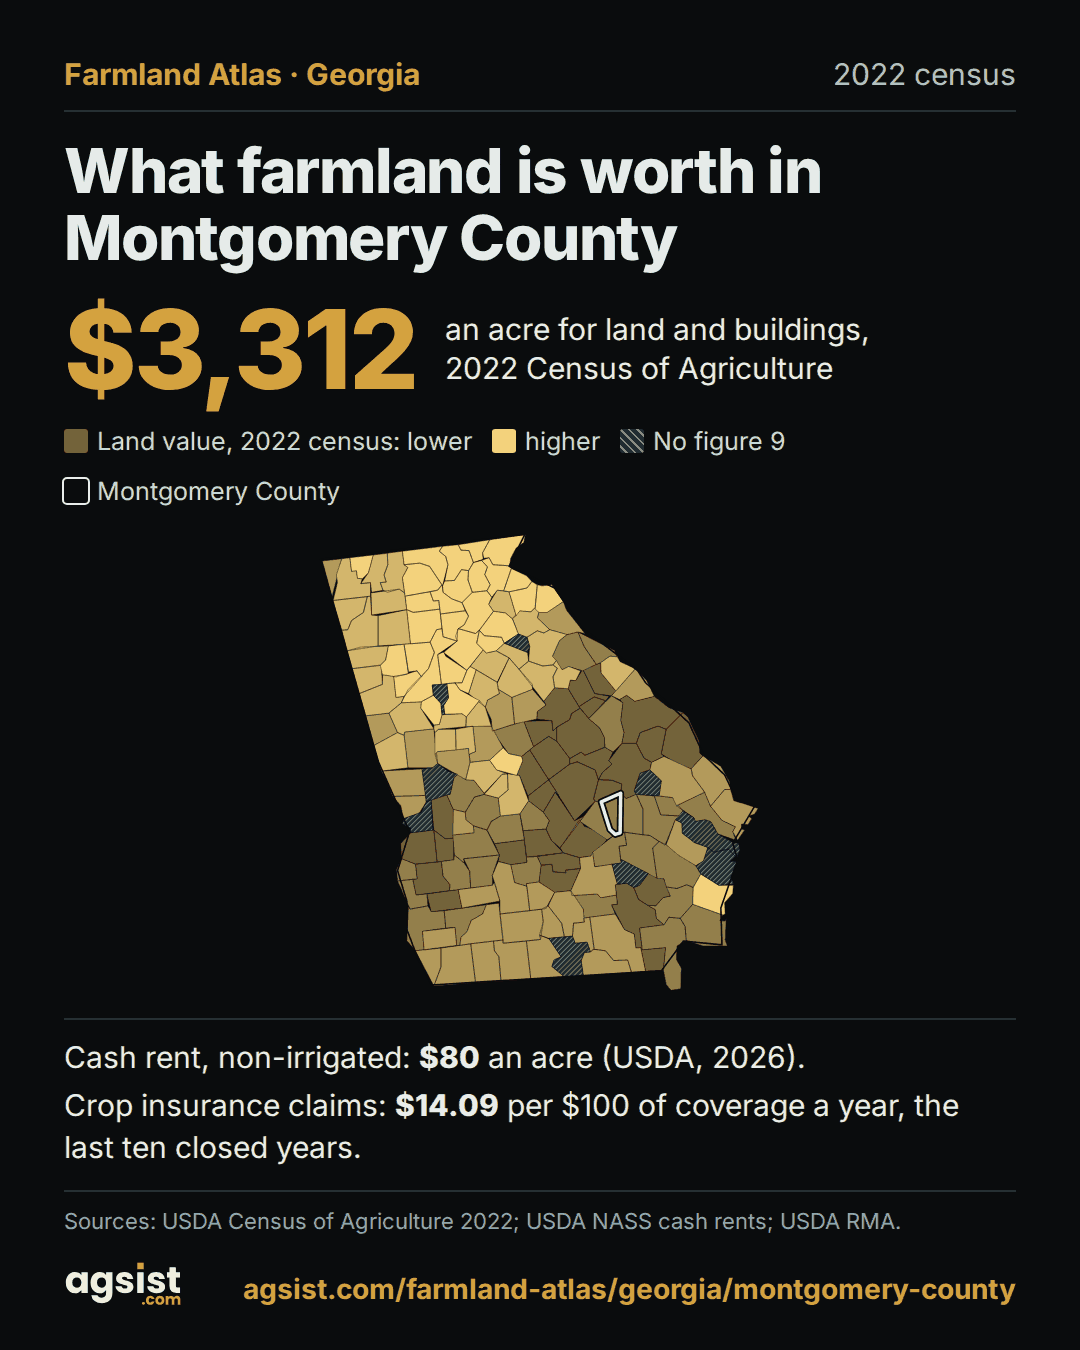 Farmland Atlas · Georgia
2022 census
What farmland is worth in
Montgomery County
$3,312
an acre for land and buildings,
2022 Census of Agriculture
Land value, 2022 census: lower
higher
No figure 9
Montgomery County
Cash rent, non-irrigated: $80 an acre (USDA, 2026).
Crop insurance claims: $14.09 per $100 of coverage a year, the
last ten closed years.
Sources: USDA Census of Agriculture 2022; USDA NASS cash rents; USDA RMA.
agsist
.com
agsist.com/farmland-atlas/georgia/montgomery-county